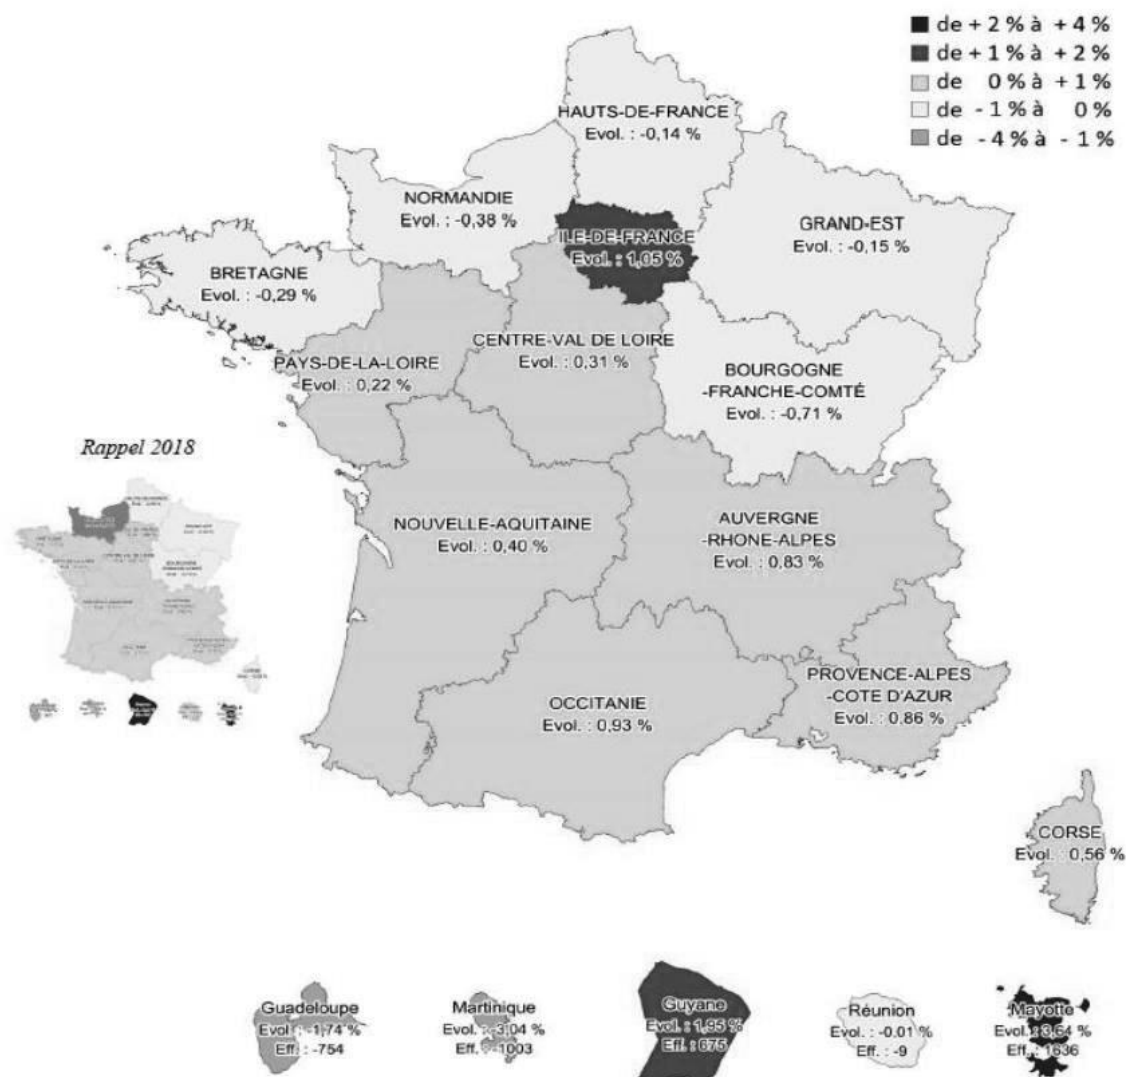 de + 2 % à + 4 %
de + 1 % à + 2 %
de 0 % à + 1 %
de - 1 % à 0 %
de - 4 % à - 1 %
HAUTS-DE-FRANCE
Evol. : -0,14 %
NORMANDIE
Evol. : -0,38 %
ILE-DE-FRANCE
Evol. : 1,05 %
GRAND-EST
Evol. : -0,15 %
BRETAGNE
Evol. : -0,29 %
PAYS-DE-LA-LOIRE
Evol. : 0,22 %
CENTRE-VAL DE LOIRE
Evol. : 0,31 %
BOURGOGNE
-FRANCHE-COMTÉ
Evol. : -0,71 %
Rappel 2018
NOUVELLE-AQUITAINE
Evol. : 0,40 %
AUVERGNE
-RHONE-ALPES
Evol. : 0,83 %
OCCITANIE
Evol. : 0,93 %
PROVENCE-ALPES
-COTE D'AZUR
Evol. : 0,86 %
CORSE
Evol. : 0,56 %
Guadeloupe
Evol : -1,74 %
Eff. : -754
Martinique
Evol. : -3,04 %
Eff. : -1003
Guyane
Evol. : 1,95 %
Eff. : 675
Réunion
Evol. : -0.01 %
Eff. : -9
Mayotte
Evol. : 3,64 %
Eff. : 1636